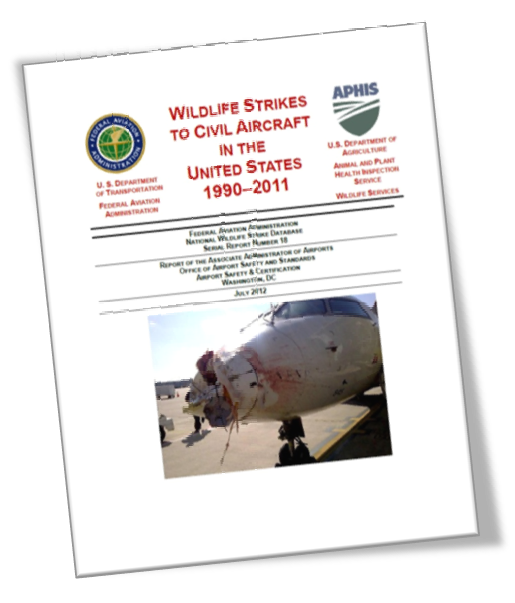 FEDERAL AVIATION
ADMINISTRATION
U. S. DEPARTMENT
OF TRANSPORTATION
FEDERAL AVIATION
ADMINISTRATION
WILDLIFE STRIKES
TO CIVIL AIRCRAFT
IN THE
UNITED STATES
1990–2011
APHIS
U.S. DEPARTMENT OF
AGRICULTURE
ANIMAL AND PLANT
HEALTH INSPECTION
SERVICE
WILDLIFE SERVICES
FEDERAL AVIATION ADMINISTRATION
NATIONAL WILDLIFE STRIKE DATABASE
SERIAL REPORT NUMBER 18
REPORT OF THE ASSOCIATE ADMINISTRATOR OF AIRPORTS
OFFICE OF AIRPORT SAFETY AND STANDARDS
AIRPORT SAFETY & CERTIFICATION
WASHINGTON, DC
JULY 2012